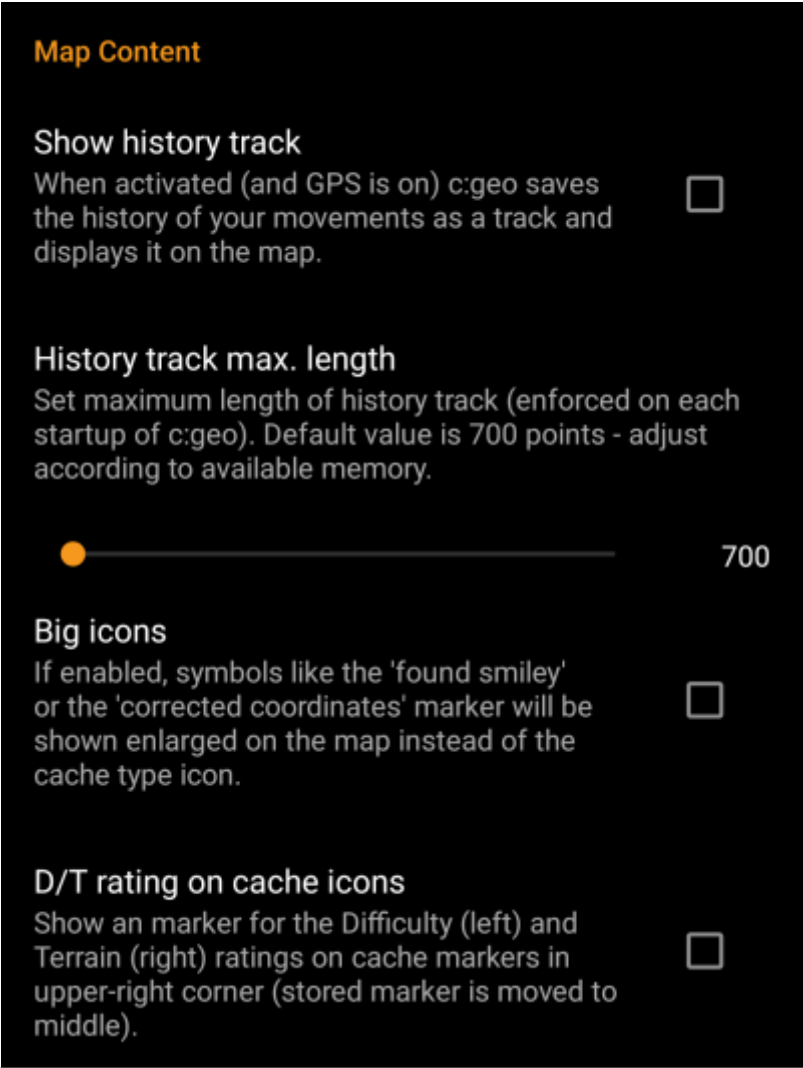 Map Content
Show history track
When activated (and GPS is on) c:geo saves
the history of your movements as a track and
displays it on the map.
History track max. length
Set maximum length of history track (enforced on each
startup of c:geo). Default value is 700 points - adjust
according to available memory.
700
Big icons
If enabled, symbols like the 'found smiley'
or the 'corrected coordinates' marker will be
shown enlarged on the map instead of the
cache type icon.
D/T rating on cache icons
Show an marker for the Difficulty (left) and
Terrain (right) ratings on cache markers in
upper-right corner (stored marker is moved to
middle).